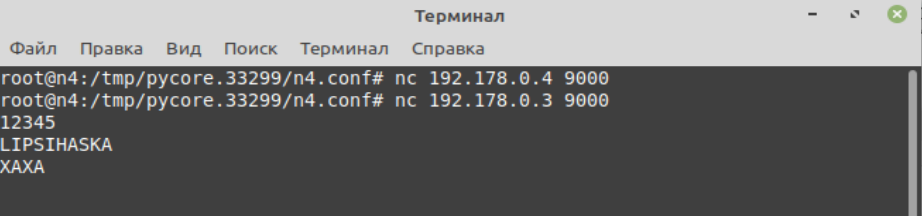 Терминал
Файл Правка Вид Поиск Терминал Справка
root@n4:/tmp/pycore.33299/n4.conf# nc 192.178.0.4 9000
root@n4:/tmp/pycore.33299/n4.conf# nc 192.178.0.3 9000
12345
LIPSIHASKA
XAXA